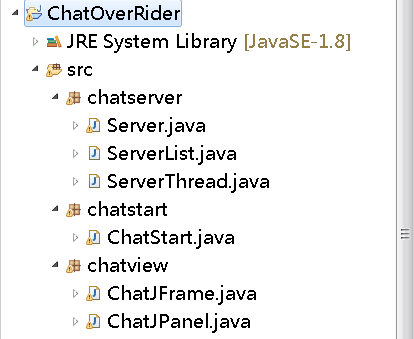 ChatOverRider
JRE System Library [JavaSE-1.8]
src
chatserver
Server.java
ServerList.java
ServerThread.java
chatstart
ChatStart.java
chatview
ChatJFrame.java
ChatJPanel.java